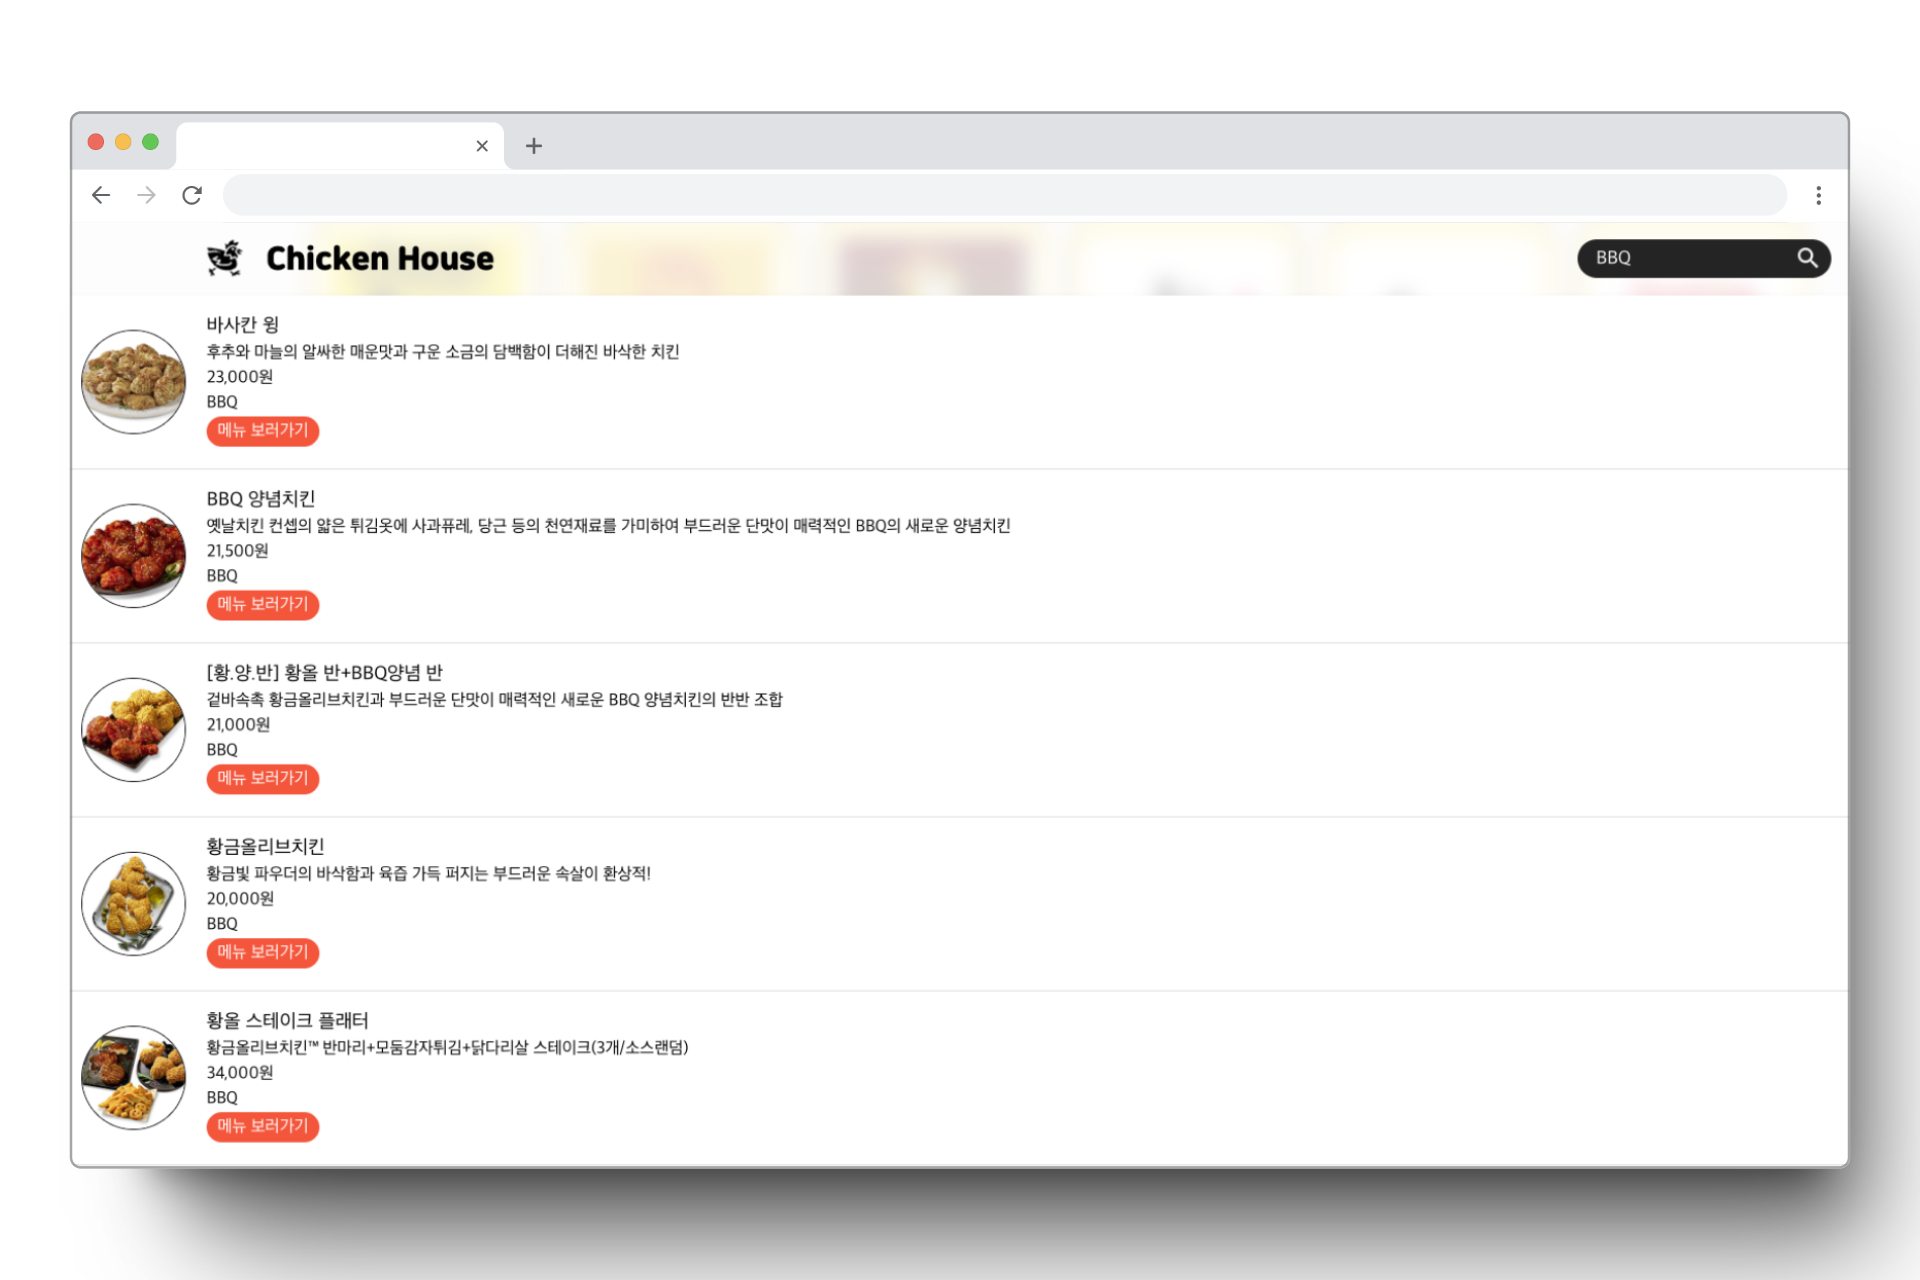 Chicken House
BBQ
바사칸 윙
후추와 마늘의 알싸한 매운맛과 구운 소금의 담백함이 더해진 바삭한 치킨
23,000원
BBQ
메뉴 보러가기
BBQ 양념치킨
옛날치킨 컨셉의 얇은 튀김옷에 사과퓨레, 당근 등의 천연재료를 가미하여 부드러운 단맛이 매력적인 BBQ의 새로운 양념치킨
21,500원
BBQ
메뉴 보러가기
[황.양.반] 황올 반+BBQ양념 반
겉바속촉 황금올리브치킨과 부드러운 단맛이 매력적인 새로운 BBQ 양념치킨의 반반 조합
21,000원
BBQ
메뉴 보러가기
황금올리브치킨
황금빛 파우더의 바삭함과 육즙 가득 퍼지는 부드러운 속살이 환상적!
20,000원
BBQ
메뉴 보러가기
황올 스테이크 플래터
황금올리브치킨™ 반마리+모둠감자튀김+닭다리살 스테이크(3개/소스랜덤)
34,000원
BBQ
메뉴 보러가기